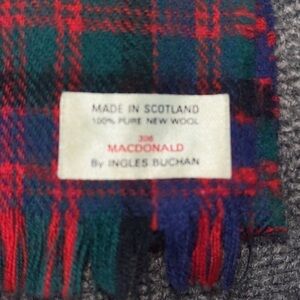 MADE IN SCOTLAND
100% PURE NEW WOOL
MACDONALD
By INGLES BUCHAN